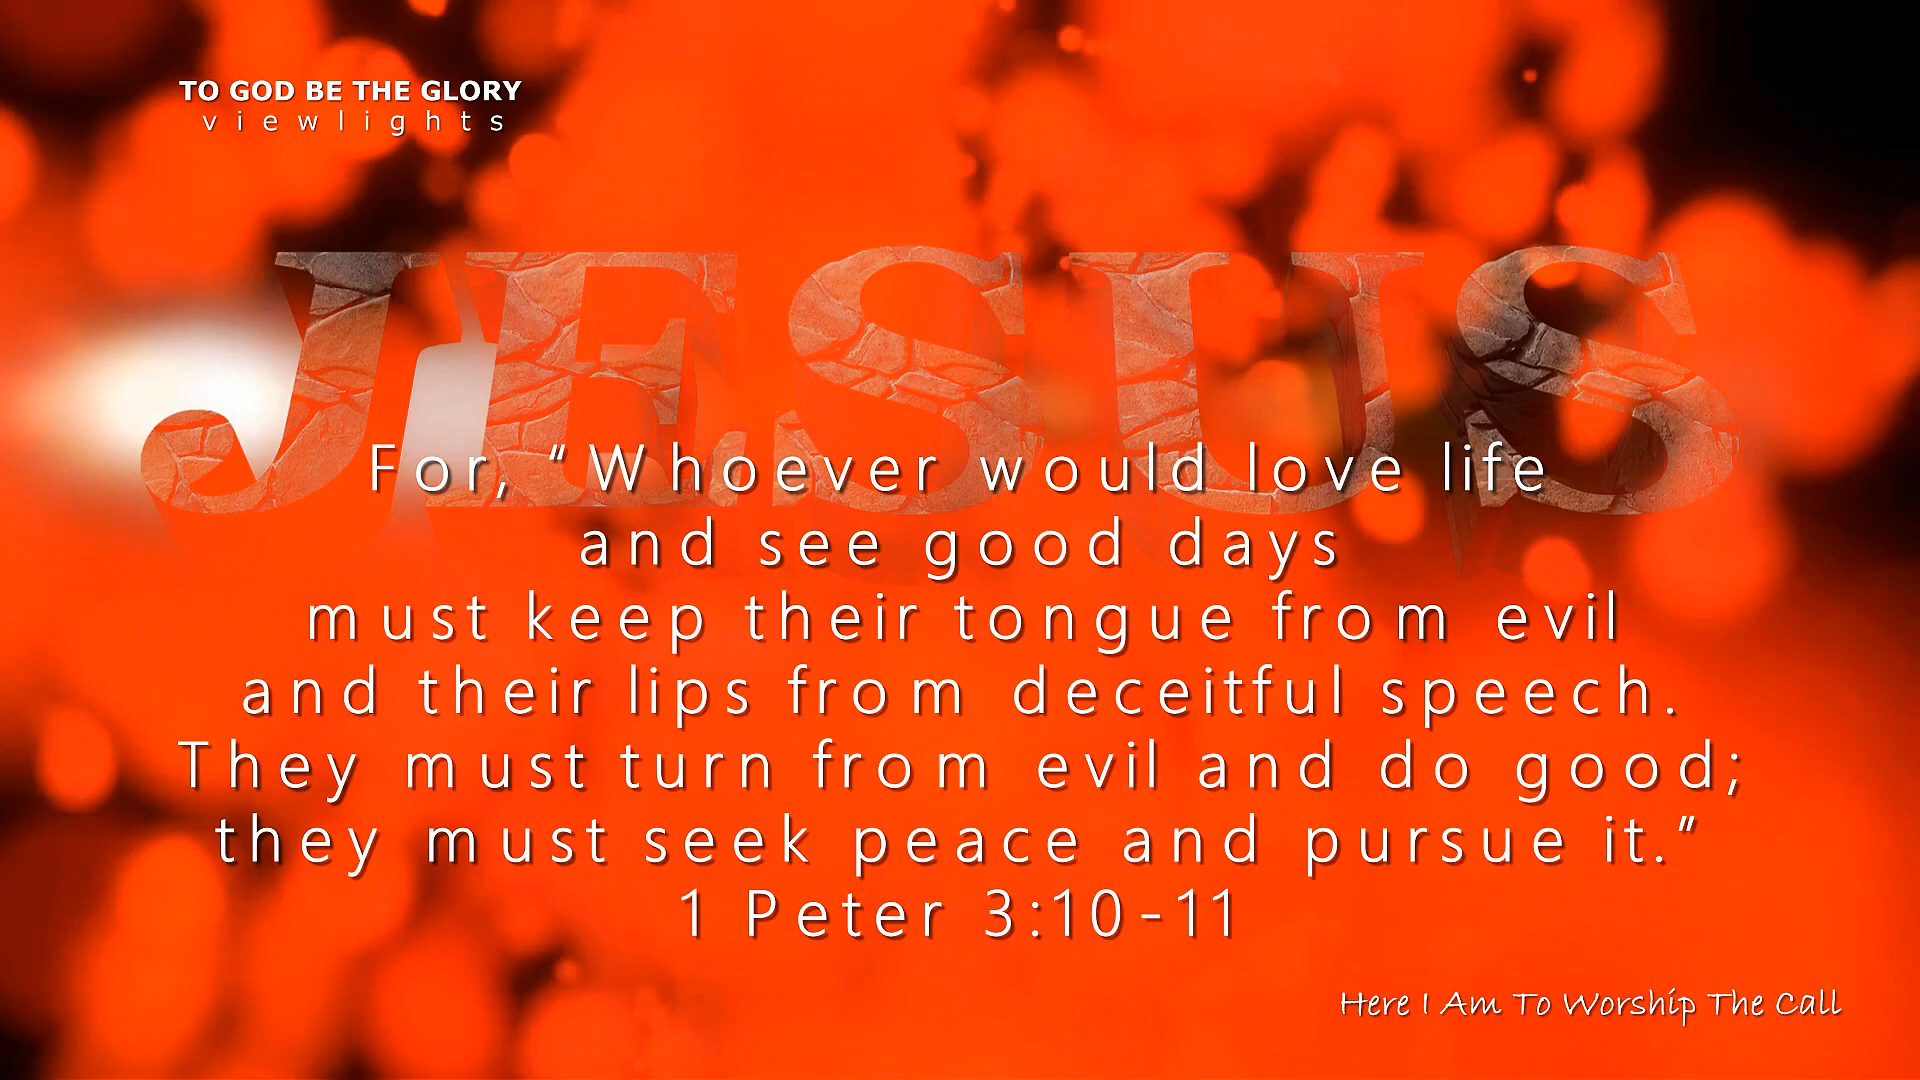 TO GOD BE THE GLORY
viewlights
JESUS
For, “Whoever would love life
and see good days
must keep their tongue from evil
and their lips from deceitful speech.
They must turn from evil and do good;
they must seek peace and pursue it.”
1 Peter 3:10-11
Here I Am To Worship The Call